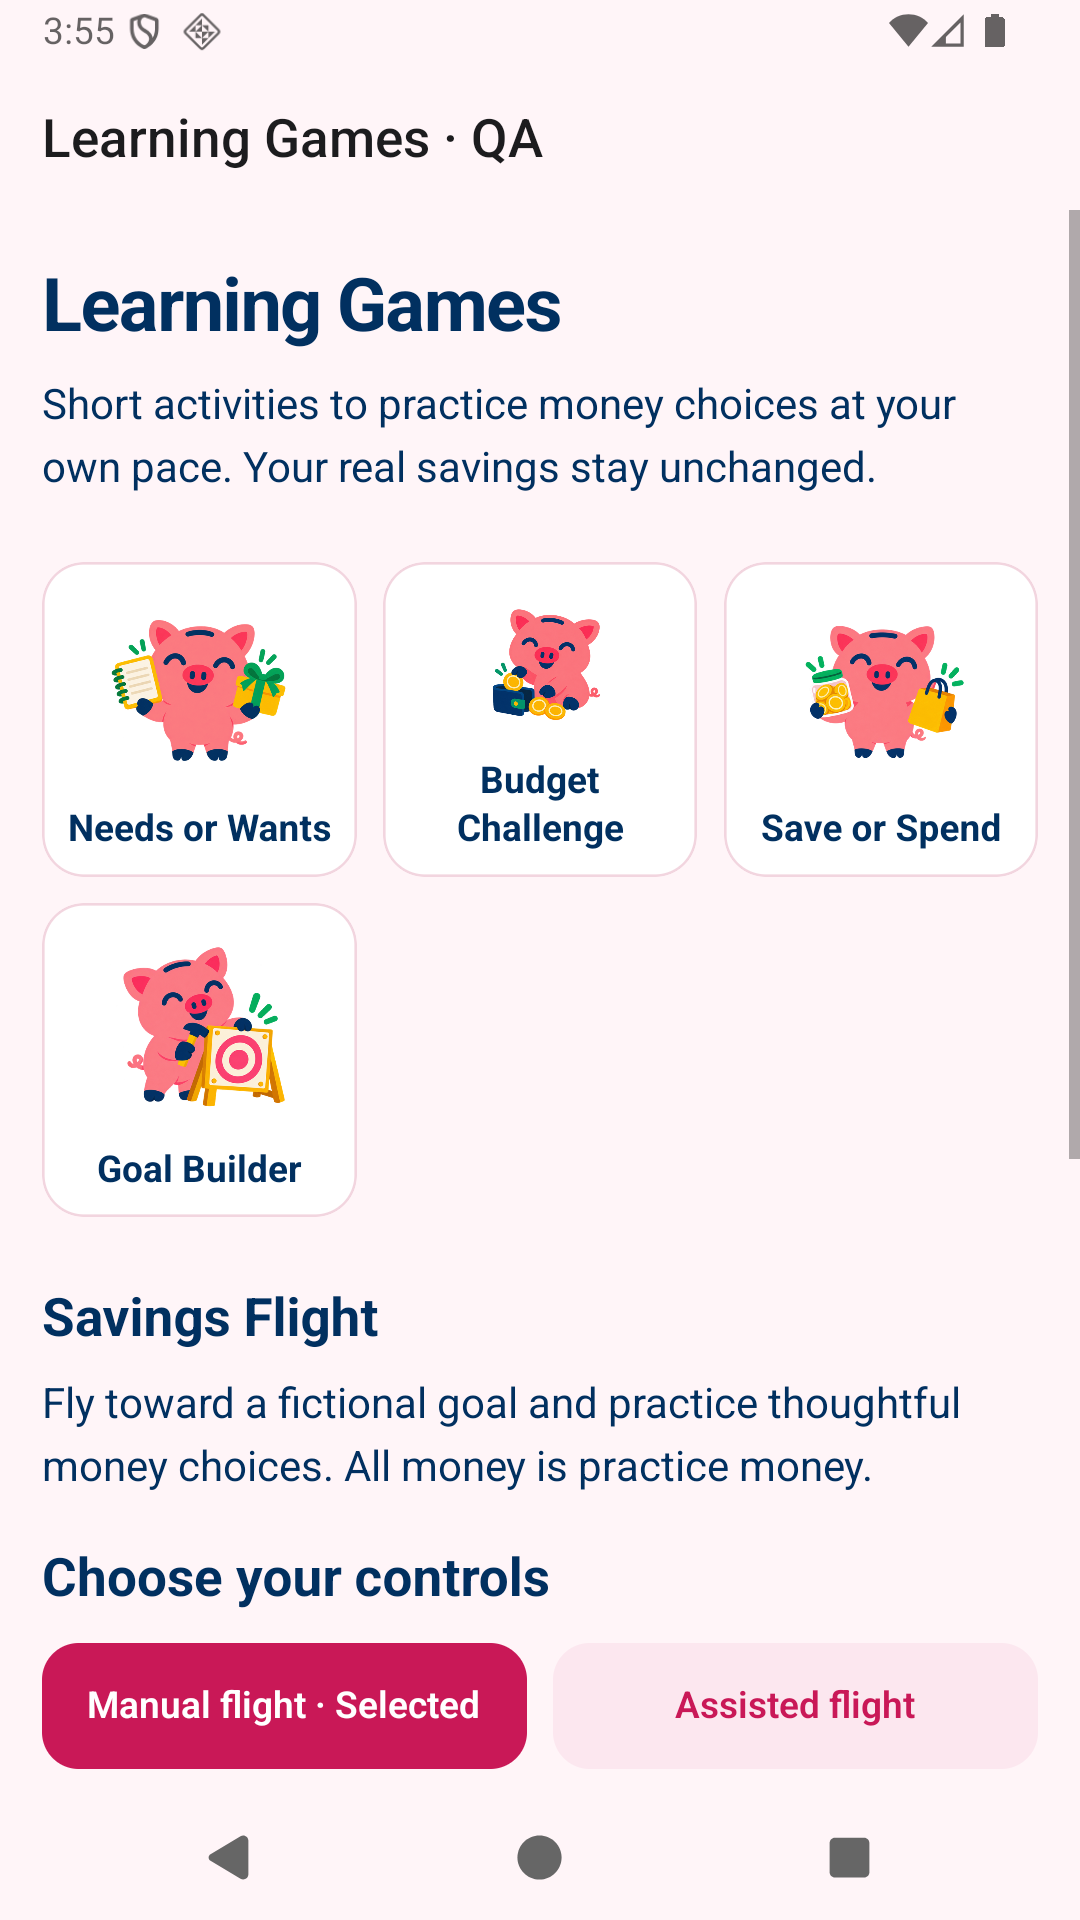 3:55
Learning Games · QA
Learning Games
Short activities to practice money choices at your
own pace. Your real savings stay unchanged.
Needs or Wants
Budget
Challenge
Save or Spend
Goal Builder
Savings Flight
Fly toward a fictional goal and practice thoughtful
money choices. All money is practice money.
Choose your controls
Manual flight · Selected
Assisted flight